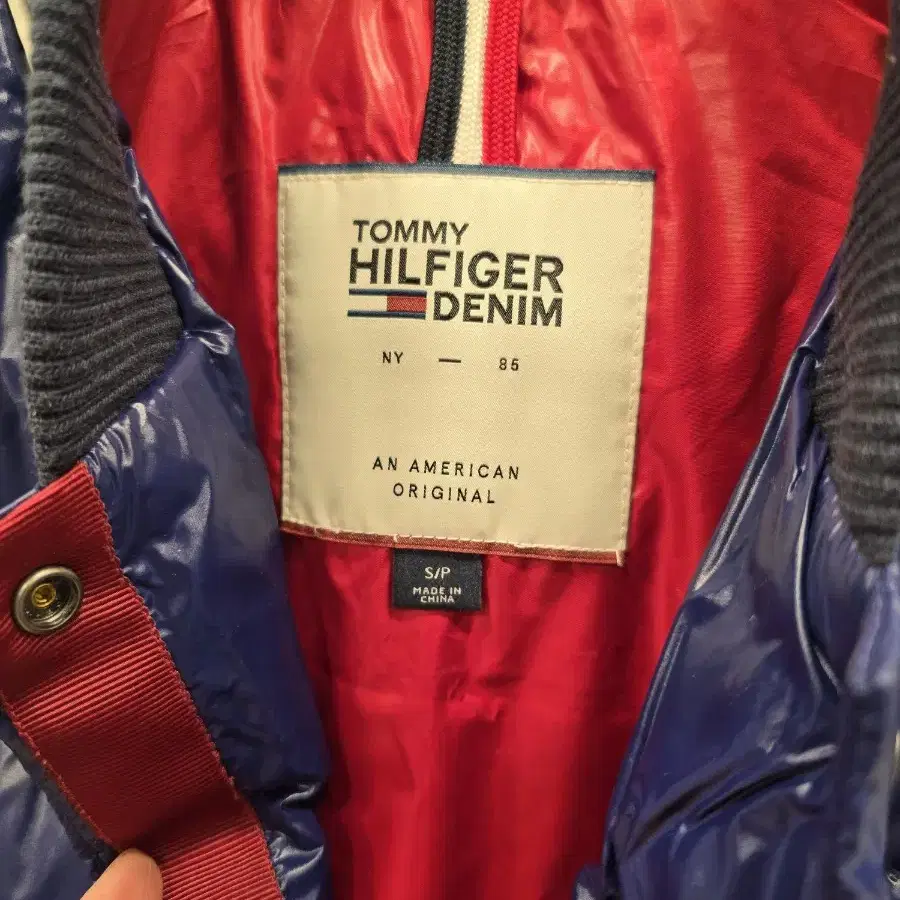 TOMMY
HILFIGER
DENIM
NY — 85
AN AMERICAN
ORIGINAL
S/P
MADE IN
CHINA